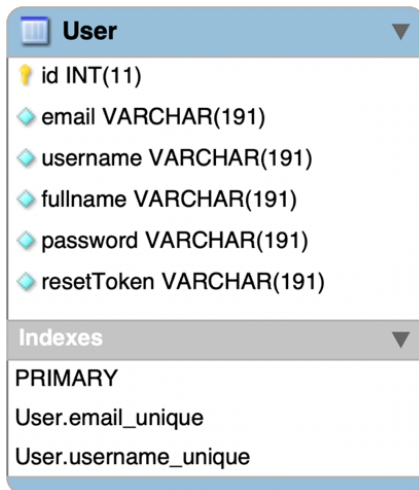 User
id INT(11)
email VARCHAR(191)
username VARCHAR(191)
fullname VARCHAR(191)
password VARCHAR(191)
resetToken VARCHAR(191)
Indexes
PRIMARY
User.email_unique
User.username_unique